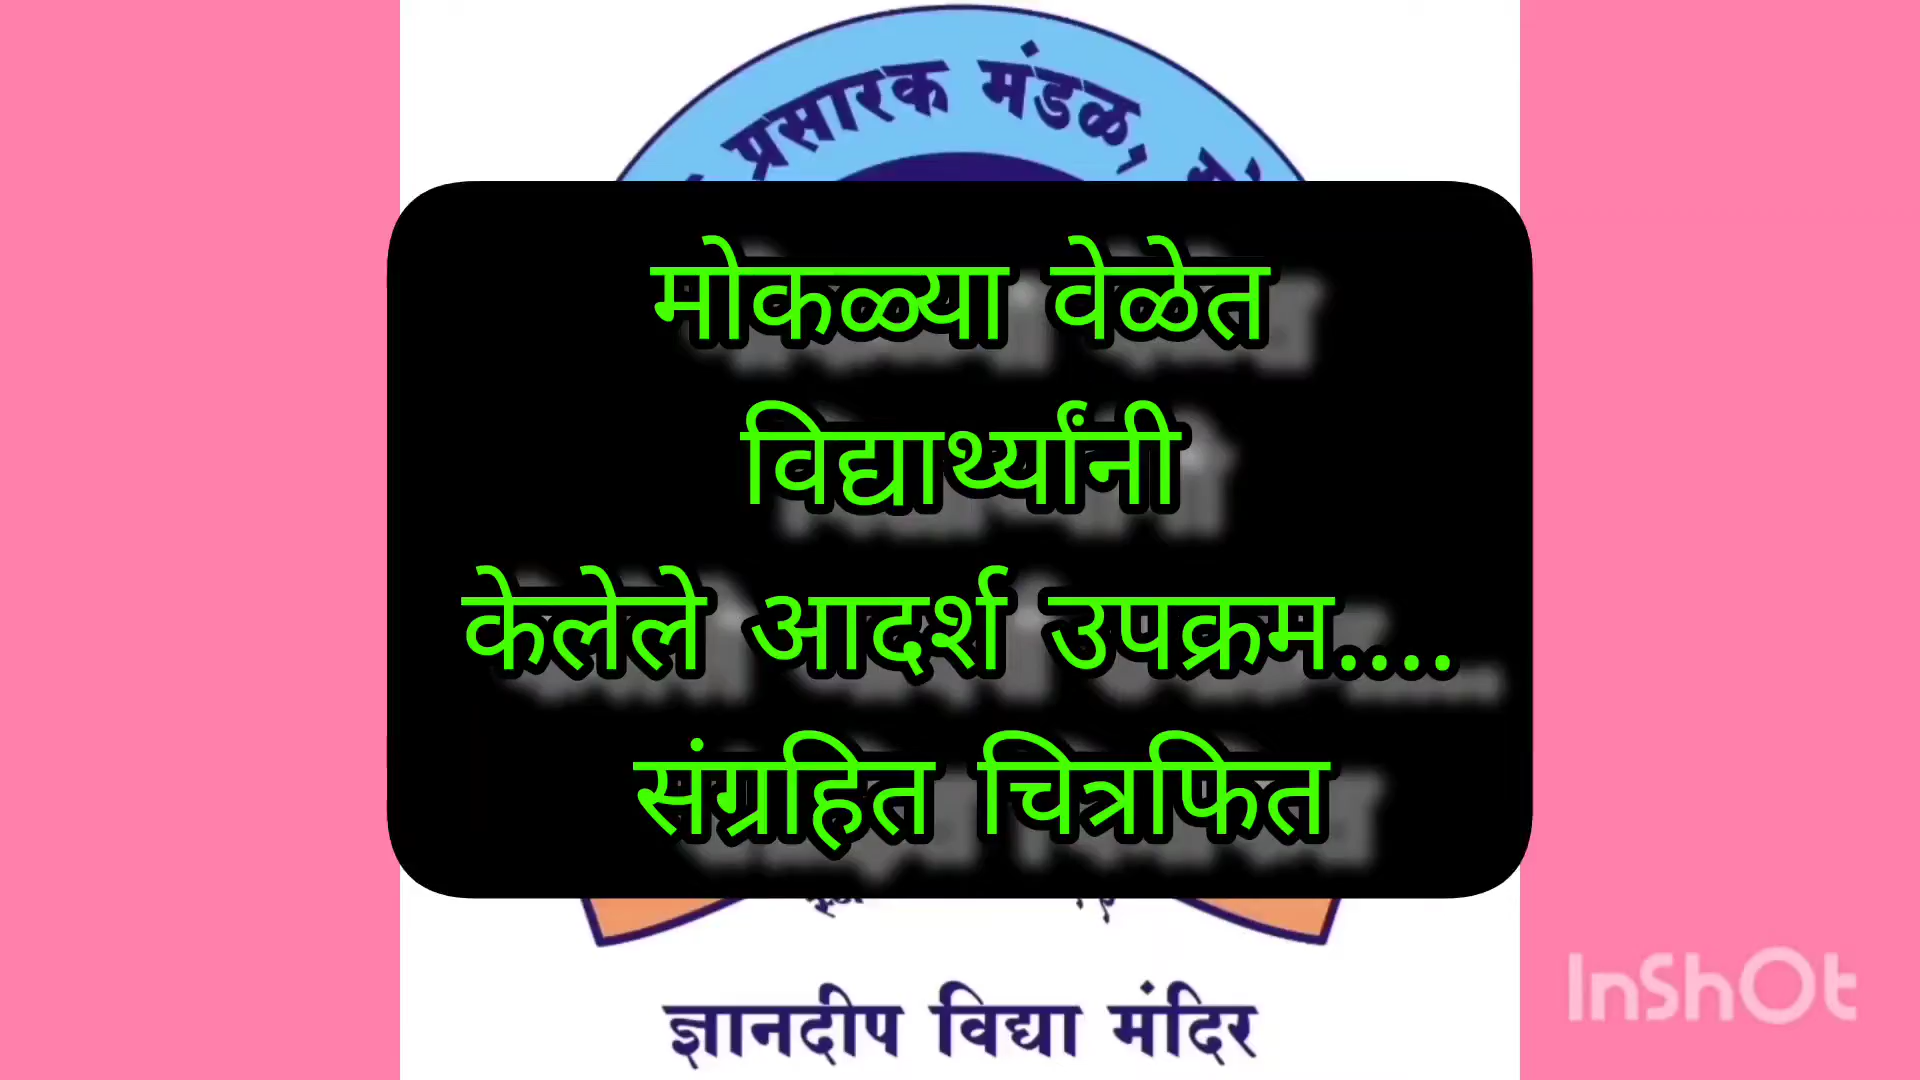 प्रसारक मंडळ,
मोकळ्या वेळेत
विद्यार्थ्यांनी
केलेले आदर्श उपक्रम....
संग्रहित चित्रफित
ज्ञानदीप विद्या मंदिर
InShOt